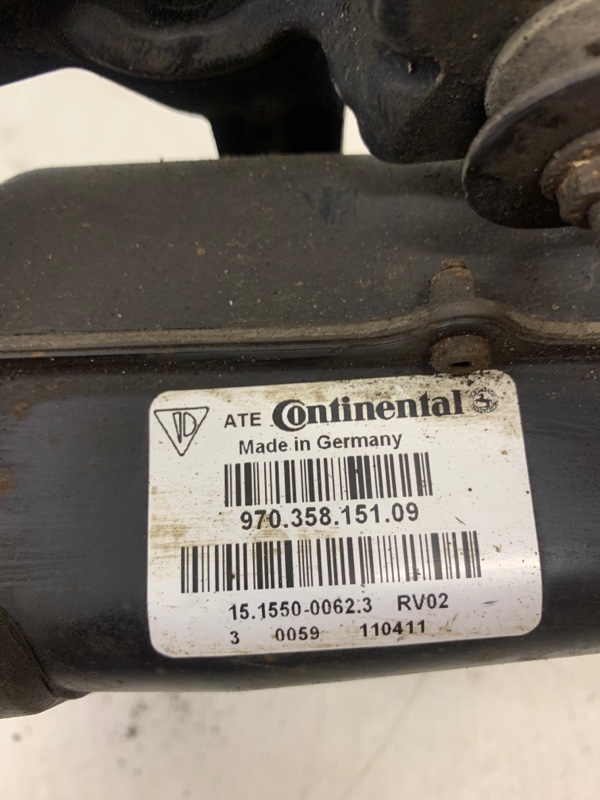 ATE Continental
Made in Germany
970.358.151.09
15.1550-0062.3 RV02
3 0059 110411